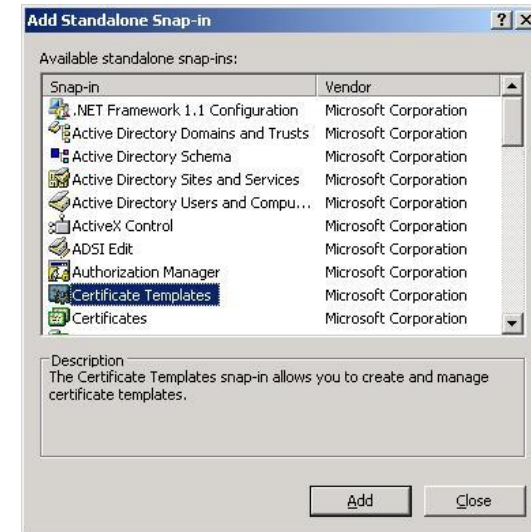 Add Standalone Snap-in
Available standalone snap-ins:
Snap-in Vendor
.NET Framework 1.1 Configuration Microsoft Corporation
Active Directory Domains and Trusts Microsoft Corporation
Active Directory Schema Microsoft Corporation
Active Directory Sites and Services Microsoft Corporation
Active Directory Users and Compu... Microsoft Corporation
ActiveX Control Microsoft Corporation
ADSI Edit Microsoft Corporation
Authorization Manager Microsoft Corporation
Certificate Templates Microsoft Corporation
Certificates Microsoft Corporation
Description
The Certificate Templates snap-in allows you to create and manage
certificate templates.
Add Close